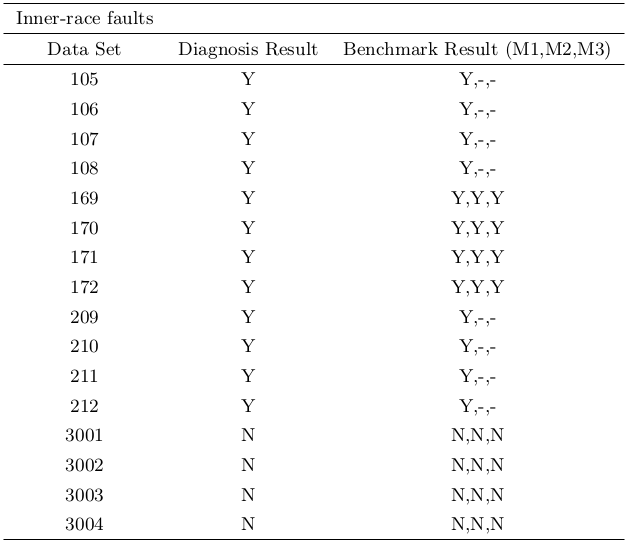 Inner-race faults
Data Set Diagnosis Result Benchmark Result (M1,M2,M3)
105 Y Y,-,-
106 Y Y,-,-
107 Y Y,-,-
108 Y Y,-,-
169 Y Y,Y,Y
170 Y Y,Y,Y
171 Y Y,Y,Y
172 Y Y,Y,Y
209 Y Y,-,-
210 Y Y,-,-
211 Y Y,-,-
212 Y Y,-,-
3001 N N,N,N
3002 N N,N,N
3003 N N,N,N
3004 N N,N,N